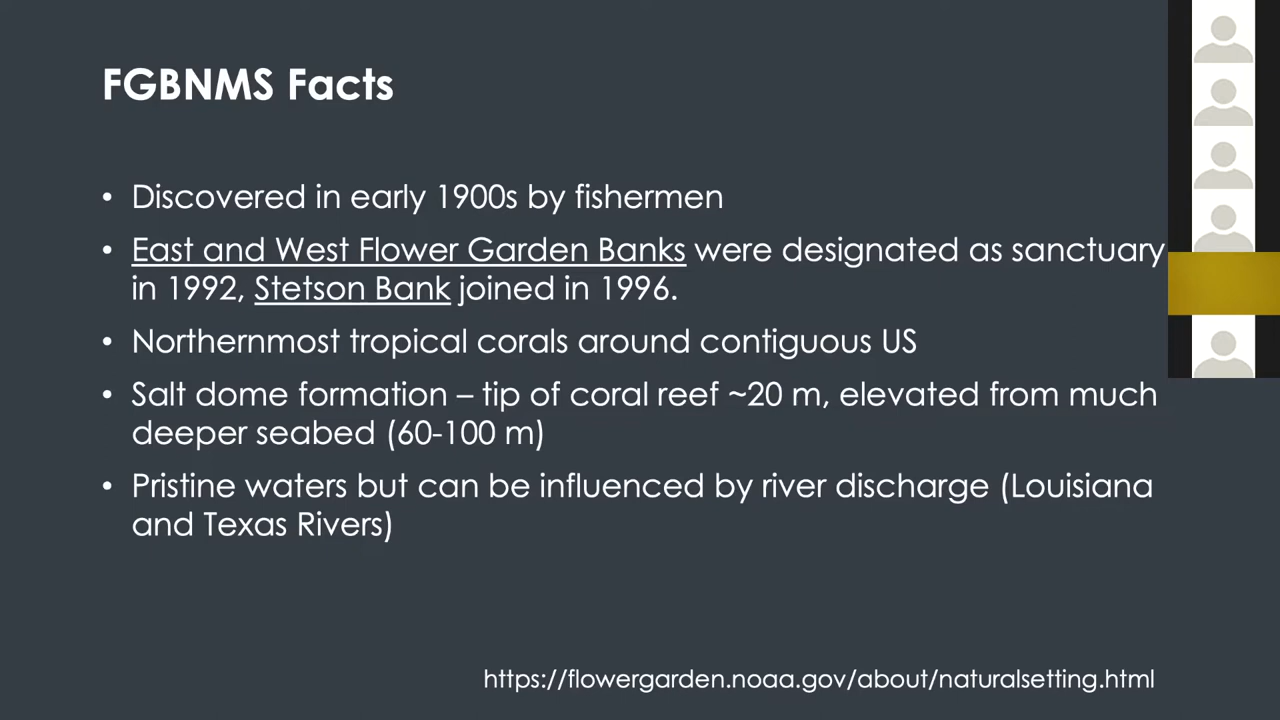 FGBNMS Facts
• Discovered in early 1900s by fishermen
• East and West Flower Garden Banks were designated as sanctuary
in 1992, Stetson Bank joined in 1996.
• Northernmost tropical corals around contiguous US
• Salt dome formation – tip of coral reef ~20 m, elevated from much
deeper seabed (60-100 m)
• Pristine waters but can be influenced by river discharge (Louisiana
and Texas Rivers)
https://flowergarden.noaa.gov/about/naturalsetting.html